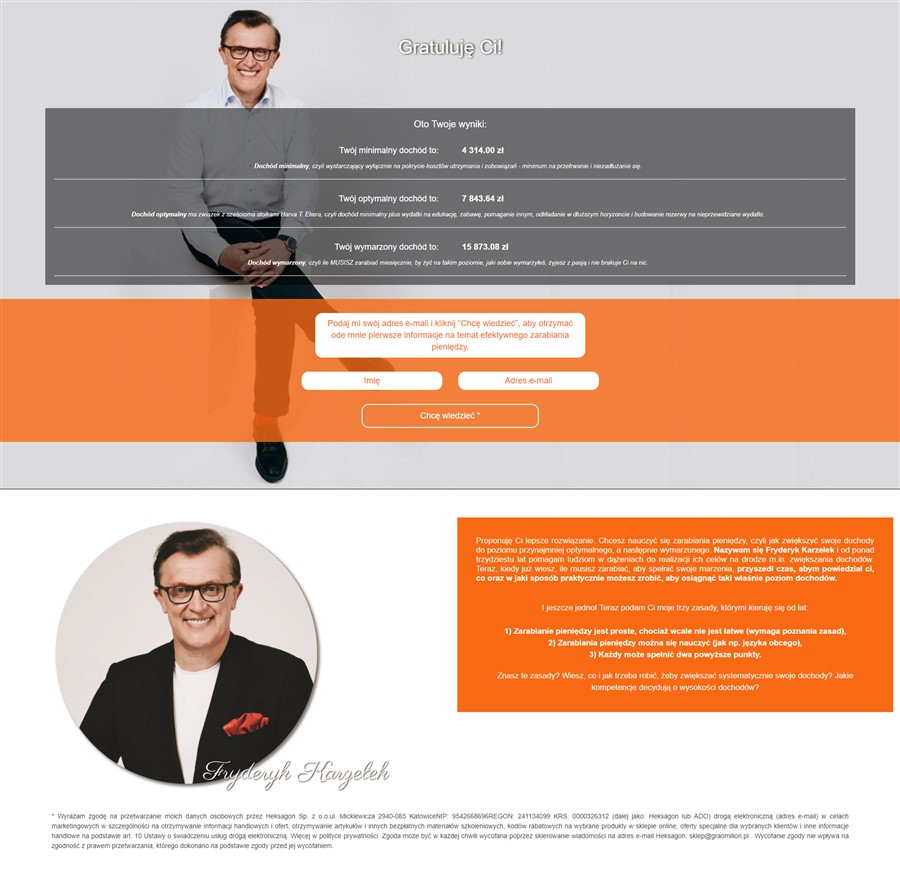 Gratuluję Ci!
Oto Twoje wyniki:
Twój minimalny dochód to: 4 314.00 zł
Dochód minimalny, czyli wystarczający wyłącznie na pokrycie kosztów utrzymania i zobowiązań - minimum na przetrwanie i niezadłużanie się.
Twój optymalny dochód to: 7 843.64 zł
Dochód optymalny ma związek z sześcioma słoikami Harva T. Ekera, czyli dochód minimalny plus wydatki na edukację, zabawę, pomaganie innym, odkładanie w dłuższym horyzoncie i budowanie rezerwy na nieprzewidziane wydatki.
Twój wymarzony dochód to: 15 873.08 zł
Dochód wymarzony, czyli ile MUSISZ zarabiać miesięcznie, by żyć na takim poziomie, jaki sobie wymarzyłeś, żyjesz z pasją i nie brakuje Ci na nic.
Podaj mi swój adres e-mail i kliknij "Chcę wiedzieć", aby otrzymać
ode mnie pierwsze informacje na temat efektywnego zarabiania
pieniędzy.
Imię Adres e-mail
Chcę wiedzieć *
Proponuję Ci lepsze rozwiązanie. Chcesz nauczyć się zarabiania pieniędzy, czyli jak zwiększyć swoje dochody
do poziomu przynajmniej optymalnego, a następnie wymarzonego. Nazywam się Fryderyk Karzełek i od ponad
trzydziestu lat pomagam ludziom w dążeniach do realizacji ich celów na drodze m.in. zwiększania dochodów.
Teraz, kiedy już wiesz, ile musisz zarabiać, aby spełnić swoje marzenia, przyszedł czas, abym powiedział ci,
co oraz w jaki sposób praktycznie możesz zrobić, aby osiągnąć taki właśnie poziom dochodów.
I jeszcze jedno! Teraz podam Ci moje trzy zasady, którymi kieruję się od lat:
1) Zarabianie pieniędzy jest proste, chociaż wcale nie jest łatwe (wymaga poznania zasad),
2) Zarabiania pieniędzy można się nauczyć (jak np. języka obcego),
3) Każdy może spełnić dwa powyższe punkty.
Znasz te zasady? Wiesz, co i jak trzeba robić, żeby zwiększać systematycznie swoje dochody? Jakie
kompetencje decydują o wysokości dochodów?
Fryderyk Karzełek
* Wyrażam zgodę na przetwarzanie moich danych osobowych przez Heksagon Sp. z o.o.ul. Mickiewicza 2940-085 KatowiceNIP: 9542668696REGON: 241134099 KRS: 0000326312 (dalej jako: Heksagon lub ADO) drogą elektroniczną (adres e-mail) w celach
marketingowych w szczególności na otrzymywanie informacji handlowych i ofert, otrzymywanie artykułów i innych bezpłatnych materiałów szkoleniowych, kodów rabatowych na wybrane produkty w sklepie online, oferty specjalne dla wybranych klientów i inne informacje
handlowe na podstawie art. 10 Ustawy o świadczeniu usług drogą elektroniczną. Więcej w polityce prywatności. Zgoda może być w każdej chwili wycofana poprzez skierowanie wiadomości na adres e-mail Heksagon: sklep@graomilion.pl . Wycofanie zgody nie wpływa na
zgodność z prawem przetwarzania, którego dokonano na podstawie zgody przed jej wycofaniem.